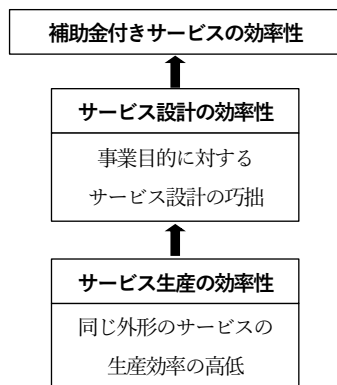 補助金付きサービスの効率性
サービス設計の効率性
事業目的に対する
サービス設計の巧拙
サービス生産の効率性
同じ外形のサービスの
生産効率の高低